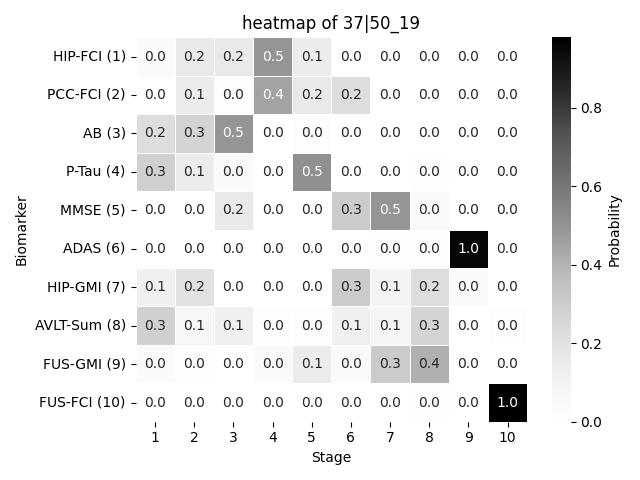 heatmap of 37|50_19
HIP-FCI (1) 0.0 0.2 0.2 0.5 0.1 0.0 0.0 0.0 0.0 0.0
PCC-FCI (2) 0.0 0.1 0.0 0.4 0.2 0.2 0.0 0.0 0.0 0.0
AB (3) 0.2 0.3 0.5 0.0 0.0 0.0 0.0 0.0 0.0 0.0
P-Tau (4) 0.3 0.1 0.0 0.0 0.5 0.0 0.0 0.0 0.0 0.0
MMSE (5) 0.0 0.0 0.2 0.0 0.0 0.3 0.5 0.0 0.0 0.0
ADAS (6) 0.0 0.0 0.0 0.0 0.0 0.0 0.0 0.0 1.0 0.0
HIP-GMI (7) 0.1 0.2 0.0 0.0 0.0 0.3 0.1 0.2 0.0 0.0
AVLT-Sum (8) 0.3 0.1 0.1 0.0 0.0 0.1 0.1 0.3 0.0 0.0
FUS-GMI (9) 0.0 0.0 0.0 0.0 0.1 0.0 0.3 0.4 0.0 0.0
FUS-FCI (10) 0.0 0.0 0.0 0.0 0.0 0.0 0.0 0.0 0.0 1.0
1 2 3 4 5 6 7 8 9 10
Stage
Biomarker
0.8
0.6
0.4
0.2
0.0
Probability